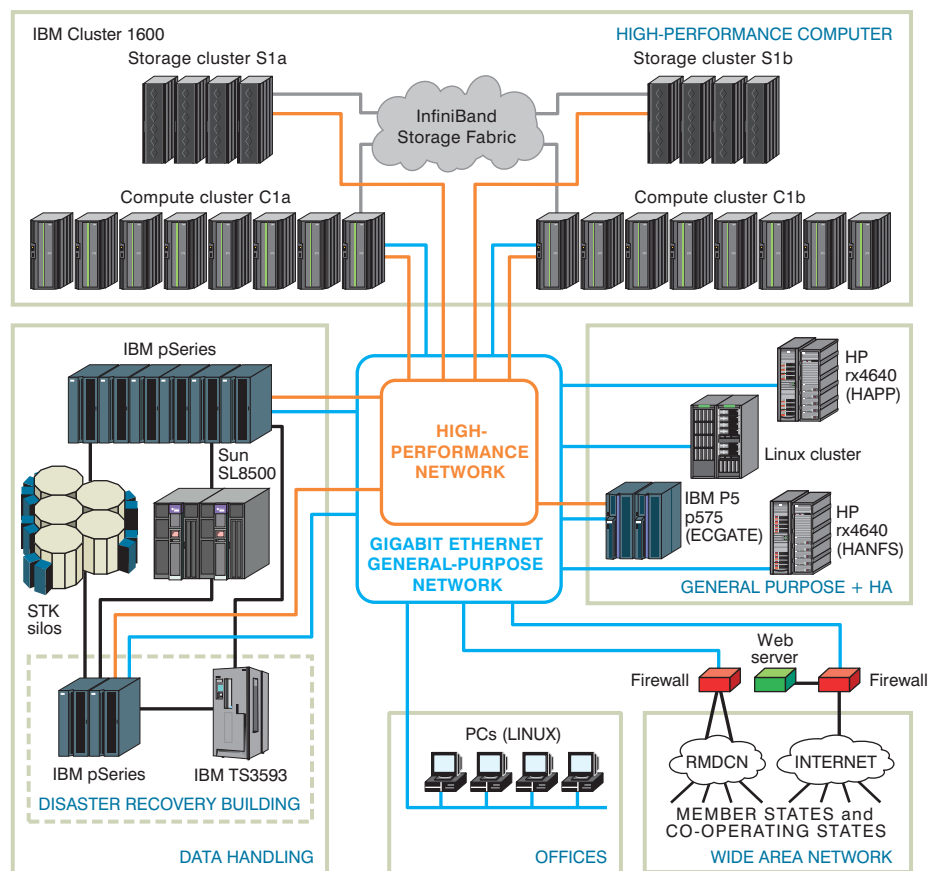 IBM Cluster 1600
HIGH-PERFORMANCE COMPUTER
Storage cluster S1a
Storage cluster S1b
InfiniBand
Storage Fabric
Compute cluster C1a
Compute cluster C1b
IBM pSeries
Sun
SL8500
STK
silos
IBM pSeries
IBM TS3593
DISASTER RECOVERY BUILDING
DATA HANDLING
HIGH-
PERFORMANCE
NETWORK
GIGABIT ETHERNET
GENERAL-PURPOSE
NETWORK
HP
rx4640
(HAPP)
Linux cluster
IBM P5
p575
(ECGATE)
HP
rx4640
(HANFS)
GENERAL PURPOSE + HA
PCs (LINUX)
OFFICES
Firewall
Web
server
Firewall
RMDCN
INTERNET
MEMBER STATES and
CO-OPERATING STATES
WIDE AREA NETWORK